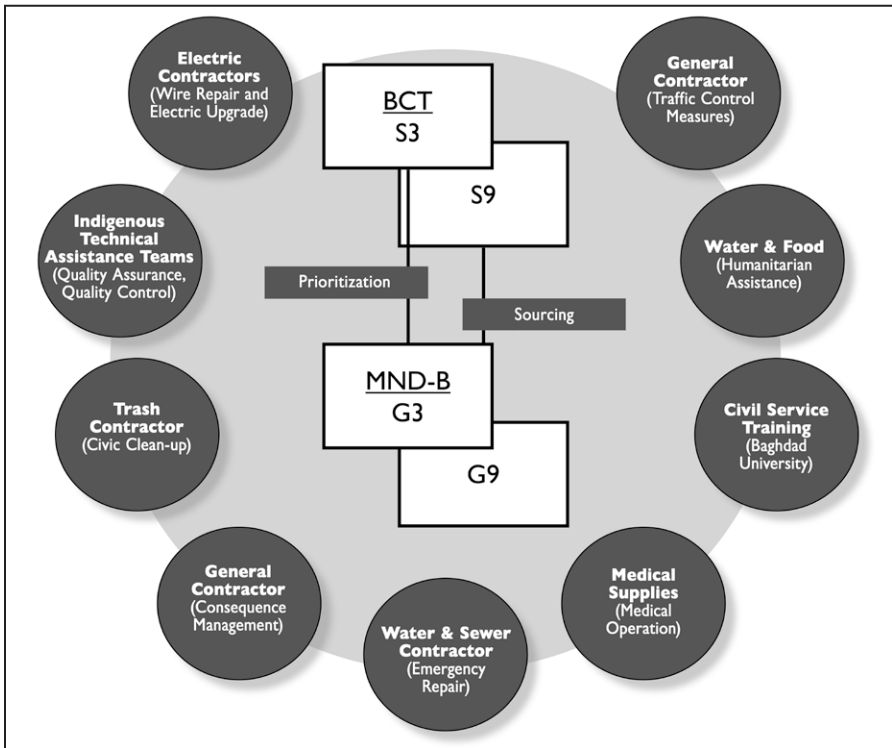 Electric
Contractors
(Wire Repair and
Electric Upgrade)
BCT
S3
S9
General
Contractor
(Traffic Control
Measures)
Indigenous
Technical
Assistance Teams
(Quality Assurance,
Quality Control)
Prioritization
Sourcing
Water & Food
(Humanitarian
Assistance)
MND-B
G3
G9
Trash
Contractor
(Civic Clean-up)
Civil Service
Training
(Baghdad
University)
General
Contractor
(Consequence
Management)
Water & Sewer
Contractor
(Emergency
Repair)
Medical
Supplies
(Medical
Operation)